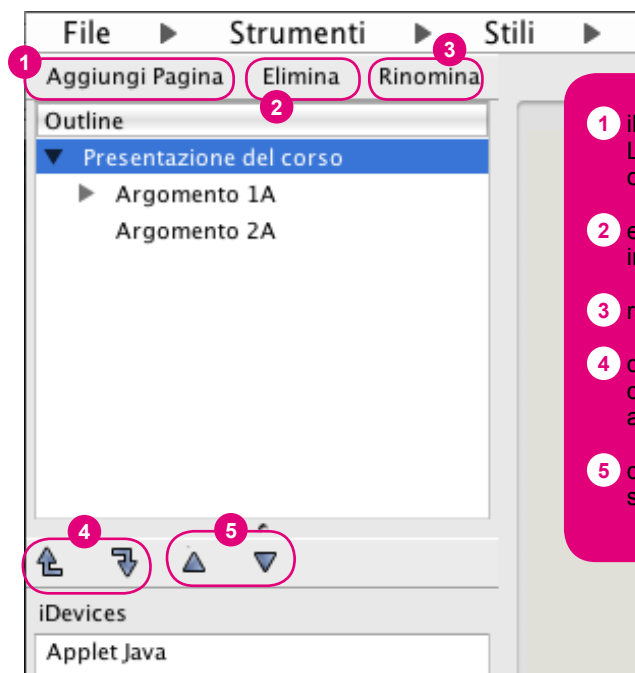 File ▶ Strumenti ▶ Stili ▶
1 3
Aggiungi Pagina Elimina Rinomina
2
Outline
Presentazione del corso
Argomento 1A
Argomento 2A
4 5
iDevices
Applet Java
1 il
L
2 e
3
4
5
s